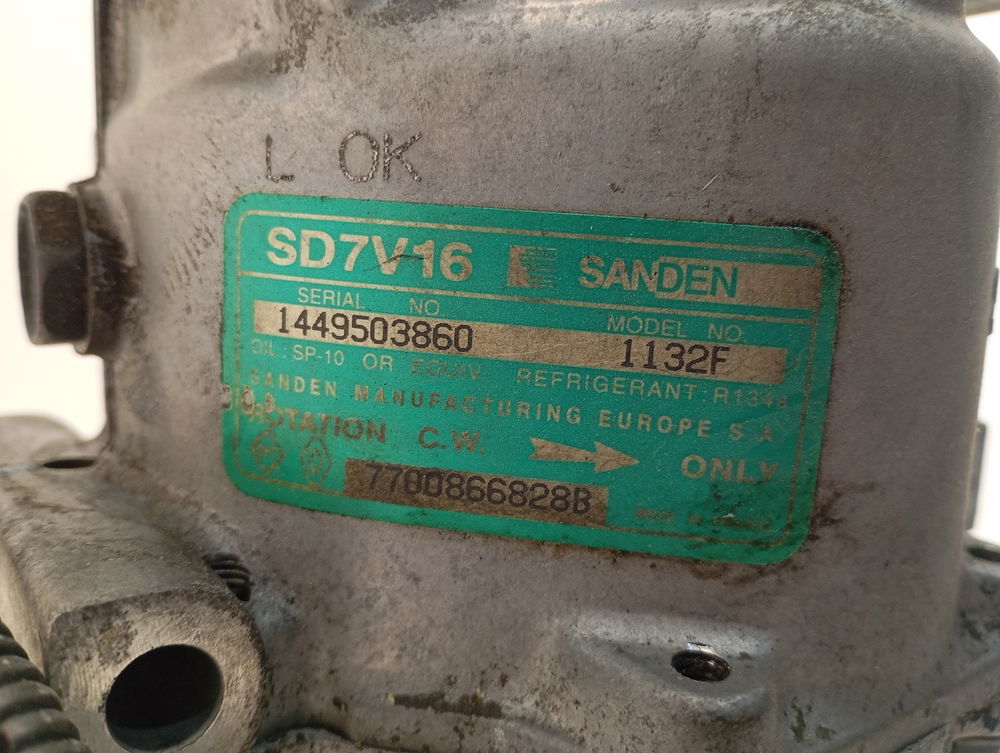 L OK
SD7V16 SANDEN
SERIAL NO
MODEL NO.
1449503860 1132F
OIL: SP-10 OR EQUIV. REFRIGERANT: R134a
SANDEN MANUFACTURING EUROPE S.A
ROTATION C.W. ONLY
7700866828B